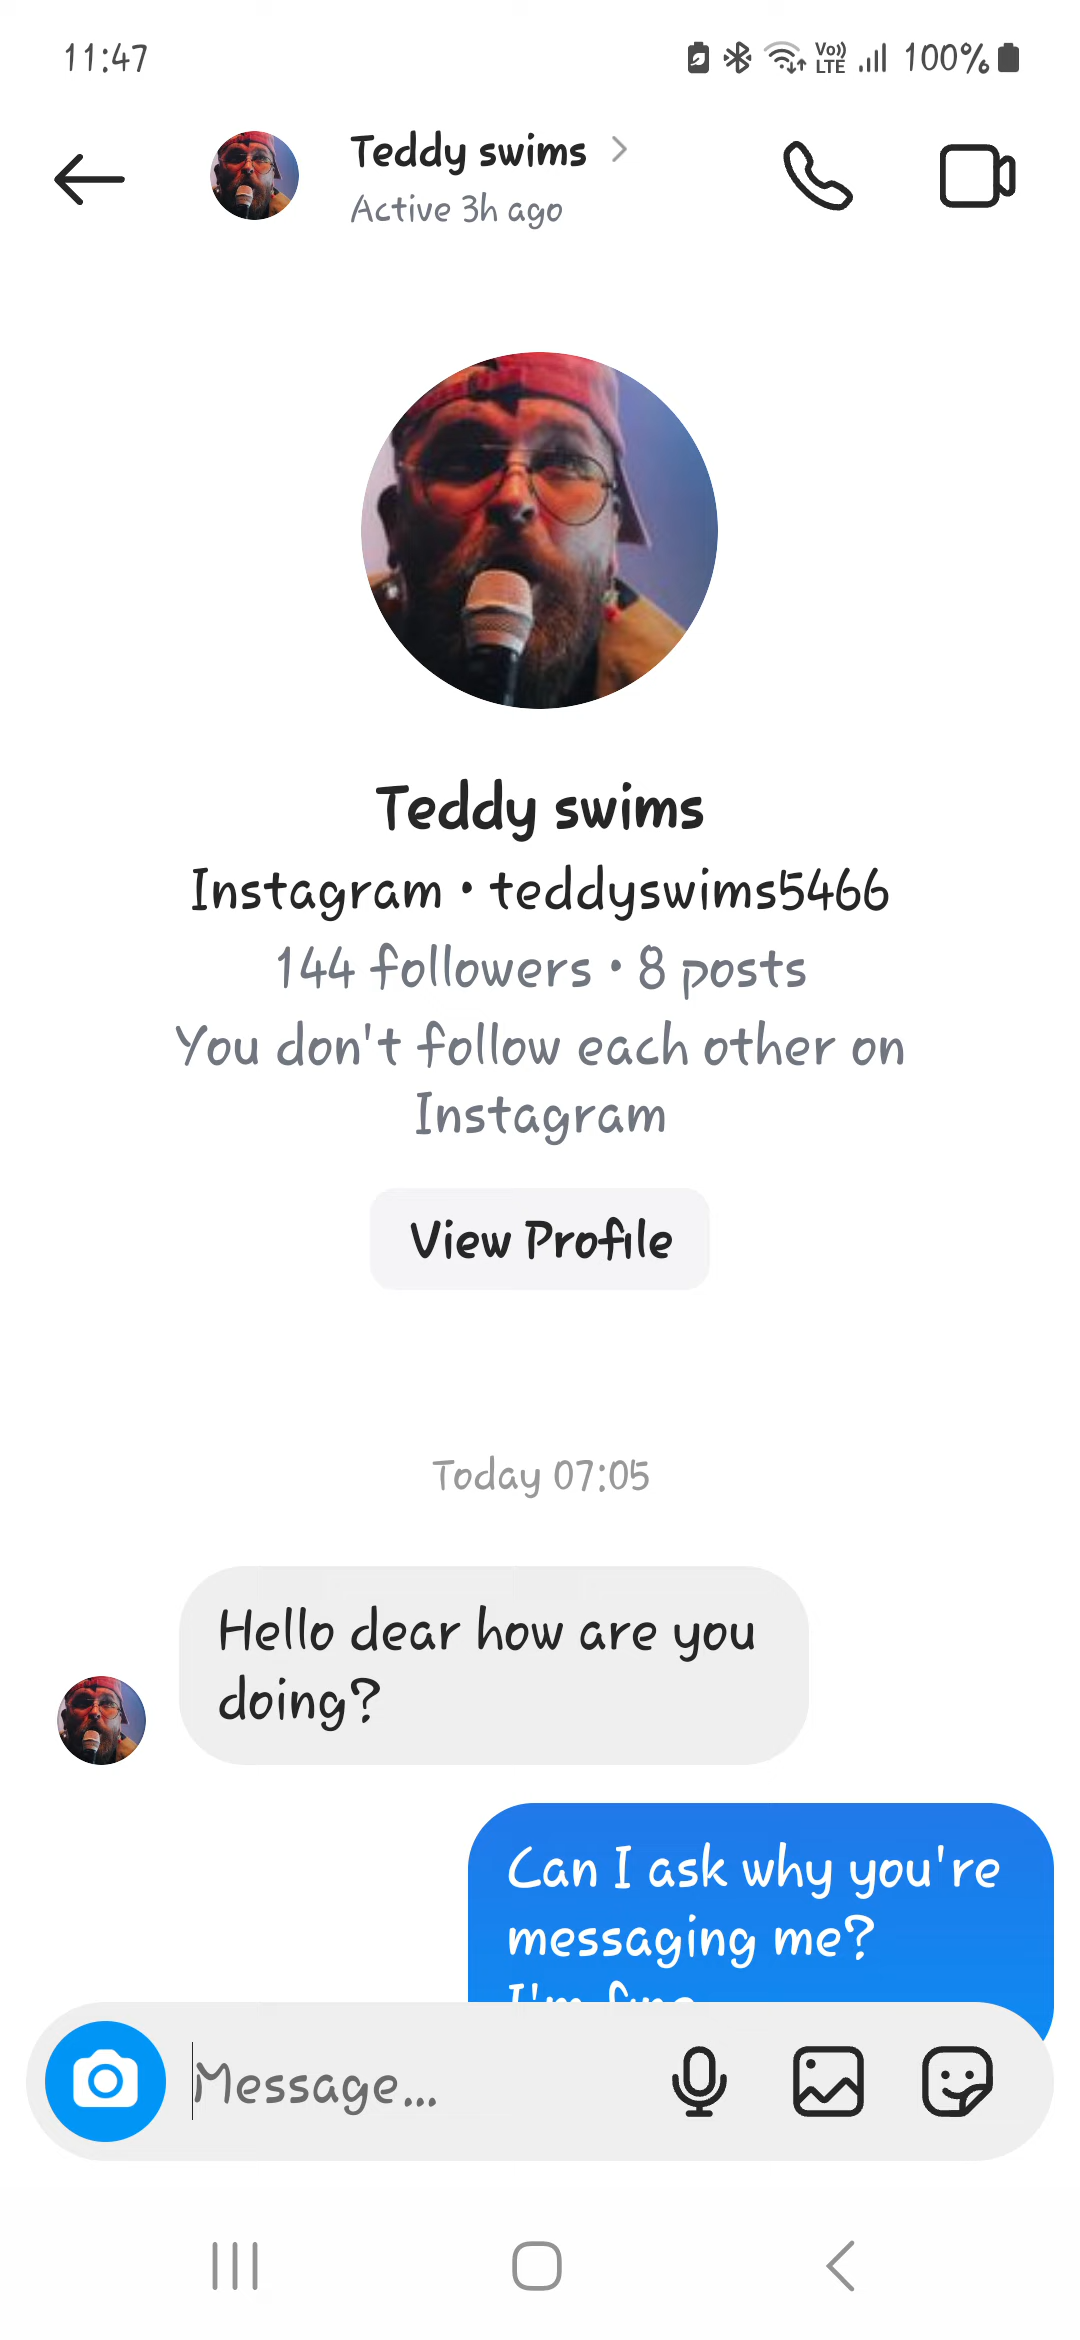 11:47
Vo)) LTE 100%
Teddy swims
Active 3h ago
Teddy swims
Instagram • teddyswims5466
144 followers • 8 posts
You don't follow each other on
Instagram
View Profile
Today 07:05
Hello dear how are you
doing?
Can I ask why you're
messaging me?
I'm fine
Message...